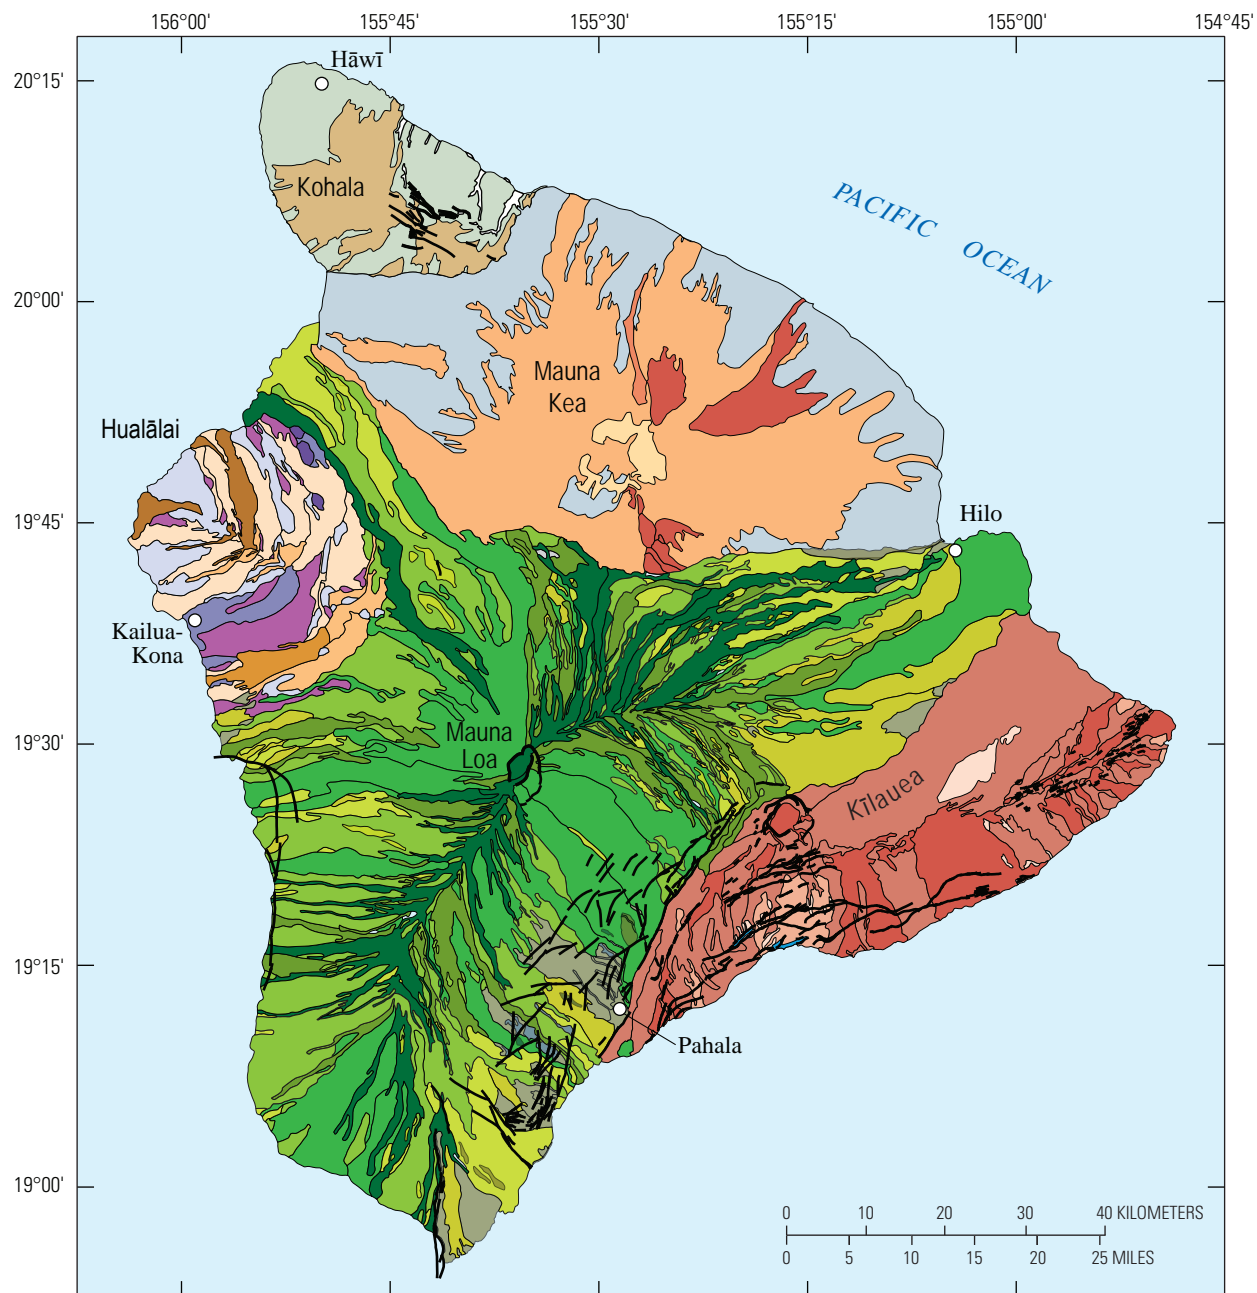 156°00'
155°45'
155°30'
155°15'
155°00'
154°45'
20°15'
Hāwī
Kohala
PACIFIC OCEAN
20°00'
Mauna
Kea
Hualālai
19°45'
Hilo
Kailua-
Kona
19°30'
Mauna
Loa
Kīlauea
19°15'
Pahala
19°00'
0 10 20 30 40 KILOMETERS
0 5 10 15 20 25 MILES